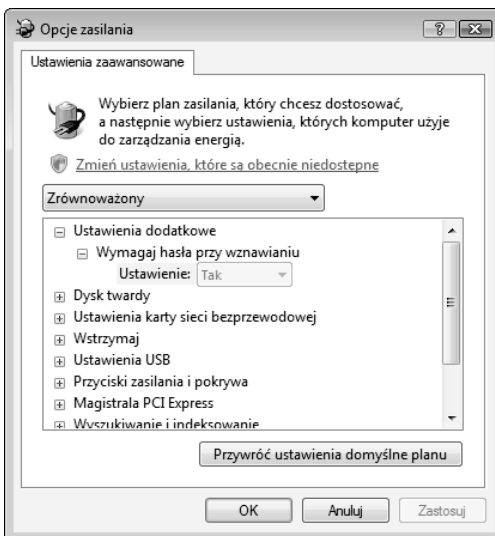 Opcje zasilania
Ustawienia zaawansowane
Wybierz plan zasilania, który chcesz dostosować,
a następnie wybierz ustawienia, których komputer użyje
do zarządzania energią.
Zmień ustawienia, które są obecnie niedostępne
Zrównoważony
Ustawienia dodatkowe
Wymagaj hasła przy wznawianiu
Ustawienie: Tak
Dysk twardy
Ustawienia karty sieci bezprzewodowej
Wstrzymaj
Ustawienia USB
Przyciski zasilania i pokrywa
Magistrala PCI Express
Wyszukiwanie i indeksowanie
Przywróć ustawienia domyślne planu
OK Anuluj Zastosuj